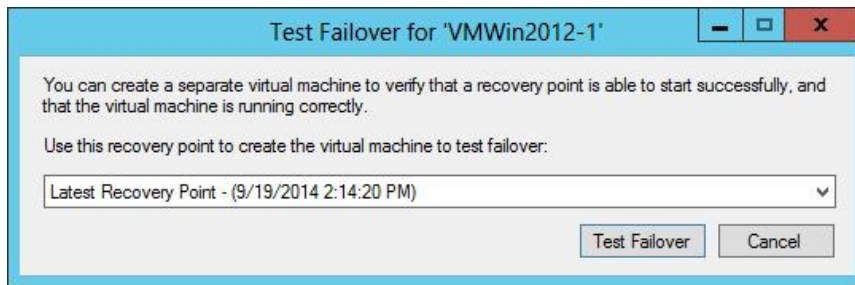 Test Failover for 'VMWin2012-1'
You can create a separate virtual machine to verify that a recovery point is able to start successfully, and
that the virtual machine is running correctly.
Use this recovery point to create the virtual machine to test failover:
Latest Recovery Point - (9/19/2014 2:14:20 PM)
Test Failover Cancel